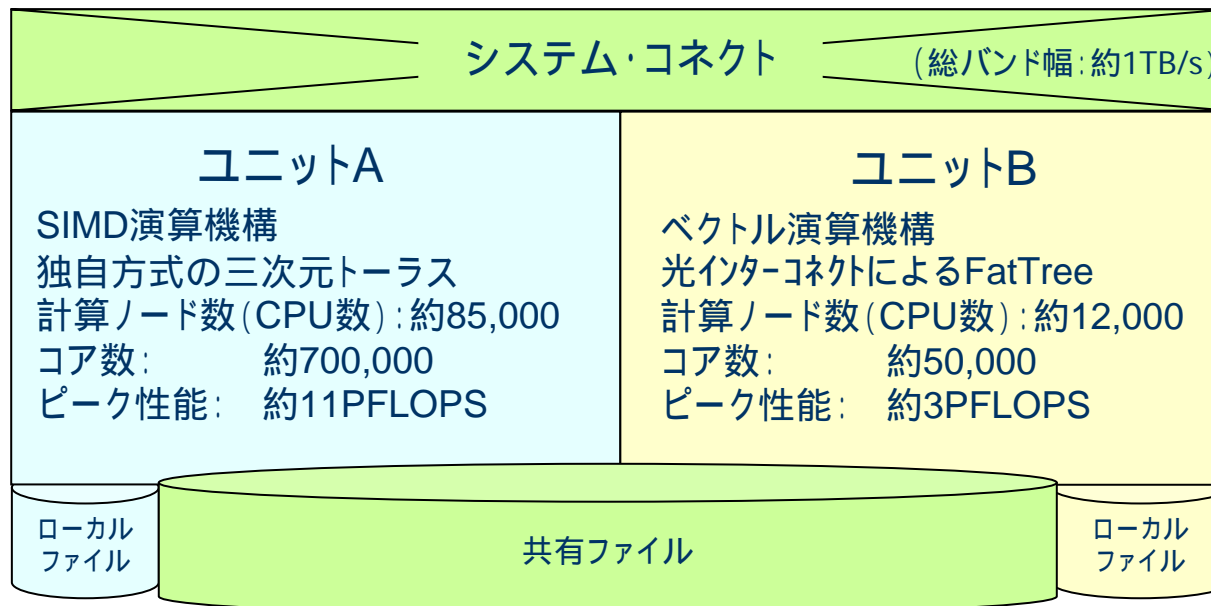 システム・コネクト
(総バンド幅:約1TB/s)
ユニットA
SIMD演算機構
独自方式の三次元トーラス
計算ノード数(CPU数):約85,000
コア数: 約700,000
ピーク性能: 約11PFLOPS
ユニットB
ベクトル演算機構
光インターコネクトによるFatTree
計算ノード数(CPU数):約12,000
コア数: 約50,000
ピーク性能: 約3PFLOPS
ローカル
ファイル
共有ファイル
ローカル
ファイル